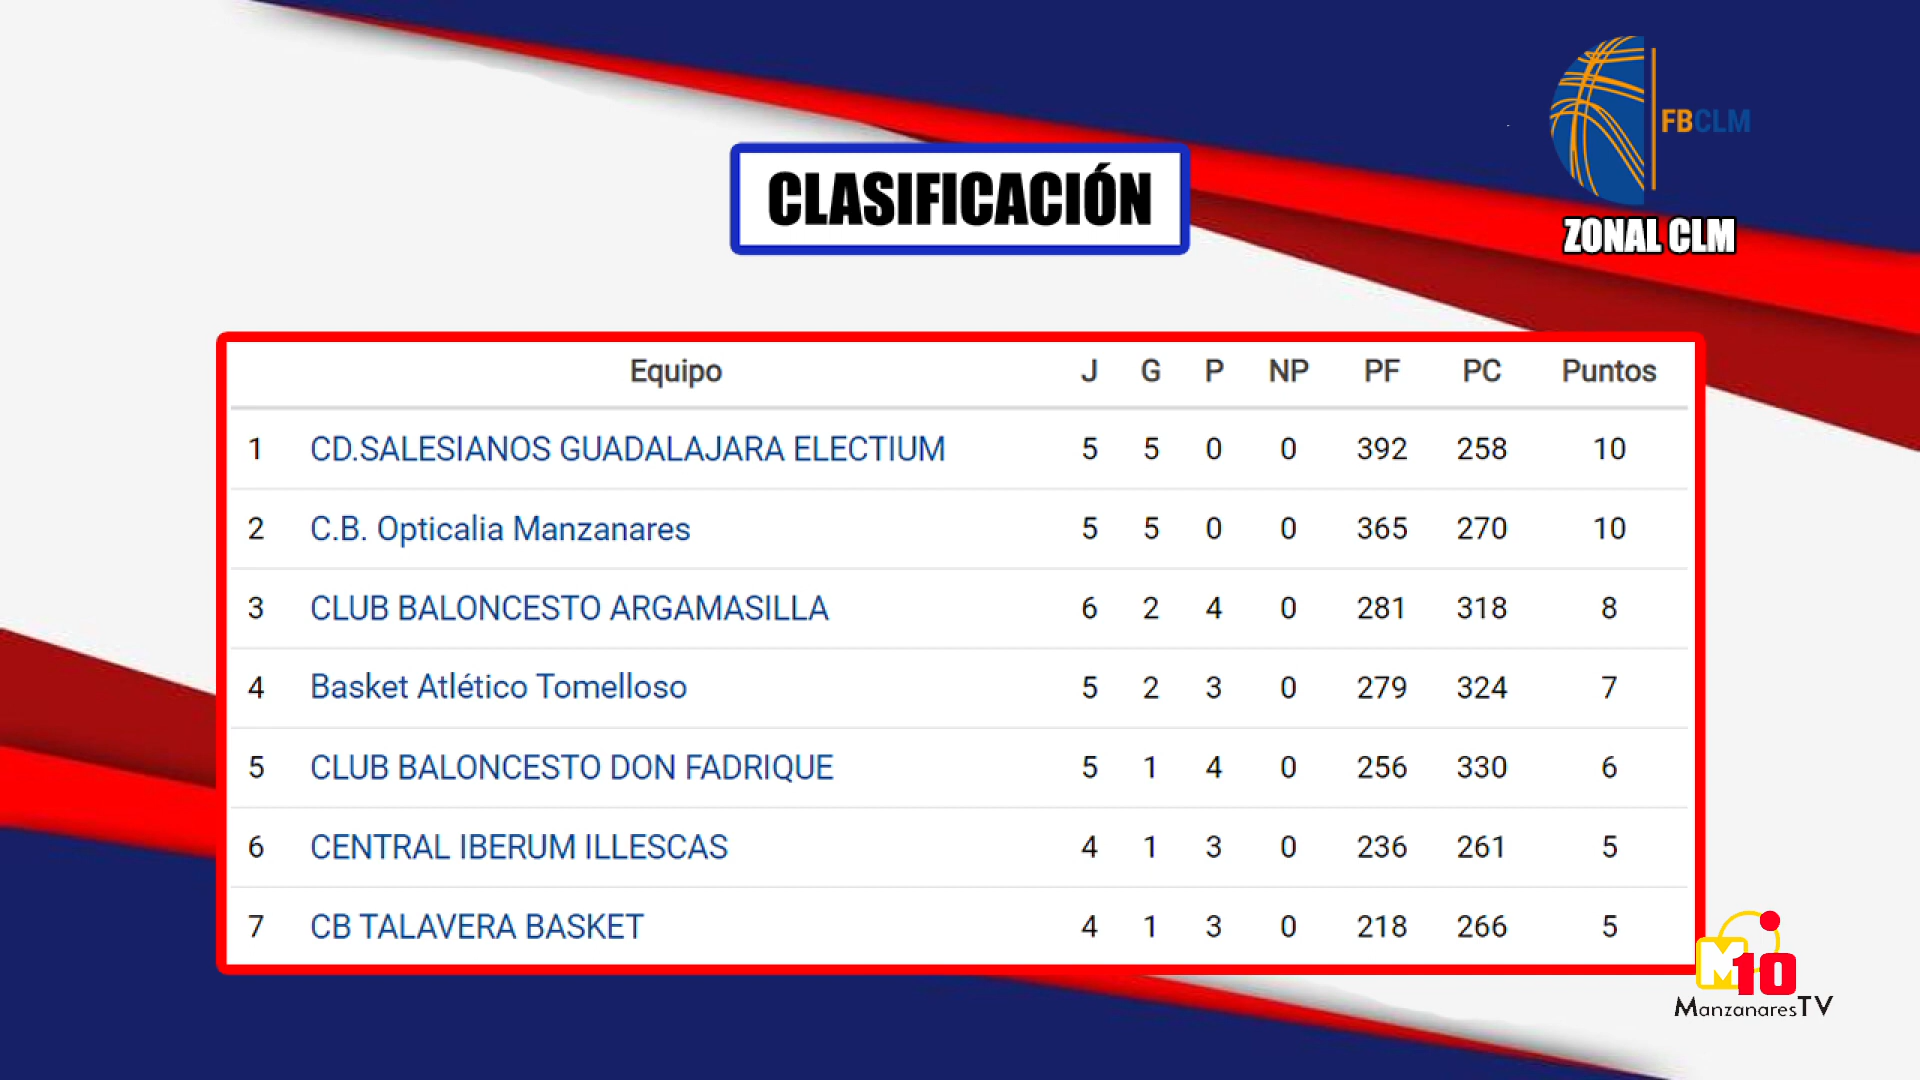 FBCLM
CLASIFICACIÓN
ZONAL CLM
Equipo J G P NP PF PC Puntos
1 CD.SALESIANOS GUADALAJARA ELECTIUM 5 5 0 0 392 258 10
2 C.B. Opticalia Manzanares 5 5 0 0 365 270 10
3 CLUB BALONCESTO ARGAMASILLA 6 2 4 0 281 318 8
4 Basket Atlético Tomelloso 5 2 3 0 279 324 7
5 CLUB BALONCESTO DON FADRIQUE 5 1 4 0 256 330 6
6 CENTRAL IBERUM ILLESCAS 4 1 3 0 236 261 5
7 CB TALAVERA BASKET 4 1 3 0 218 266 5
M10
ManzanaresTV